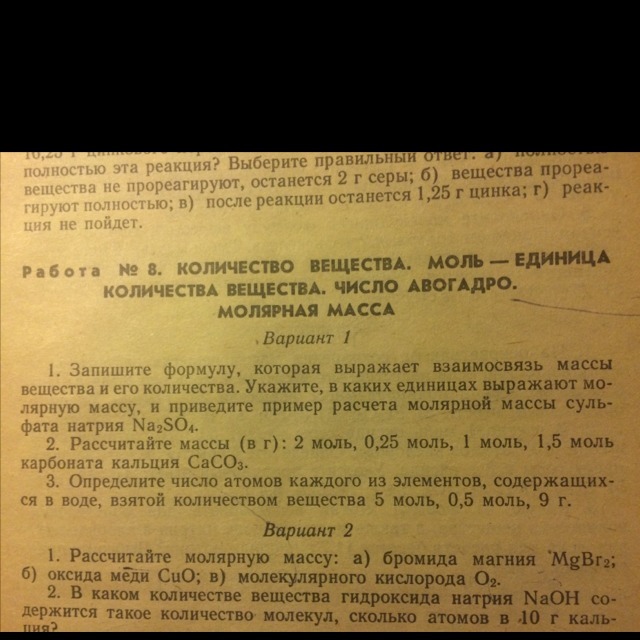 16,25 г
полностью эта реакция? Выберите правильный ответ: а)
вещества не прореагируют, останется 2 г серы; б) вещества прореа-
гируют полностью; в) после реакции останется 1,25 г цинка; г) реак-
ция не пойдет.
Работа № 8. КОЛИЧЕСТВО ВЕЩЕСТВА. МОЛЬ — ЕДИНИЦА
КОЛИЧЕСТВА ВЕЩЕСТВА. ЧИСЛО АВОГАДРО.
МОЛЯРНАЯ МАССА
Вариант 1
1. Запишите формулу, которая выражает взаимосвязь массы
вещества и его количества. Укажите, в каких единицах выражают мо-
лярную массу, и приведите пример расчета молярной массы суль-
фата натрия Na₂SO₄.
2. Рассчитайте массы (в г): 2 моль, 0,25 моль, 1 моль, 1,5 моль
карбоната кальция CaCO₃.
3. Определите число атомов каждого из элементов, содержащих-
ся в воде, взятой количеством вещества 5 моль, 0,5 моль, 9 г.
Вариант 2
1. Рассчитайте молярную массу: а) бромида магния MgBr₂;
б) оксида меди CuO; в) молекулярного кислорода O₂.
2. В каком количестве вещества гидроксида натрия NaOH со-
держится такое количество молекул, сколько атомов в 10 г каль-
ция?